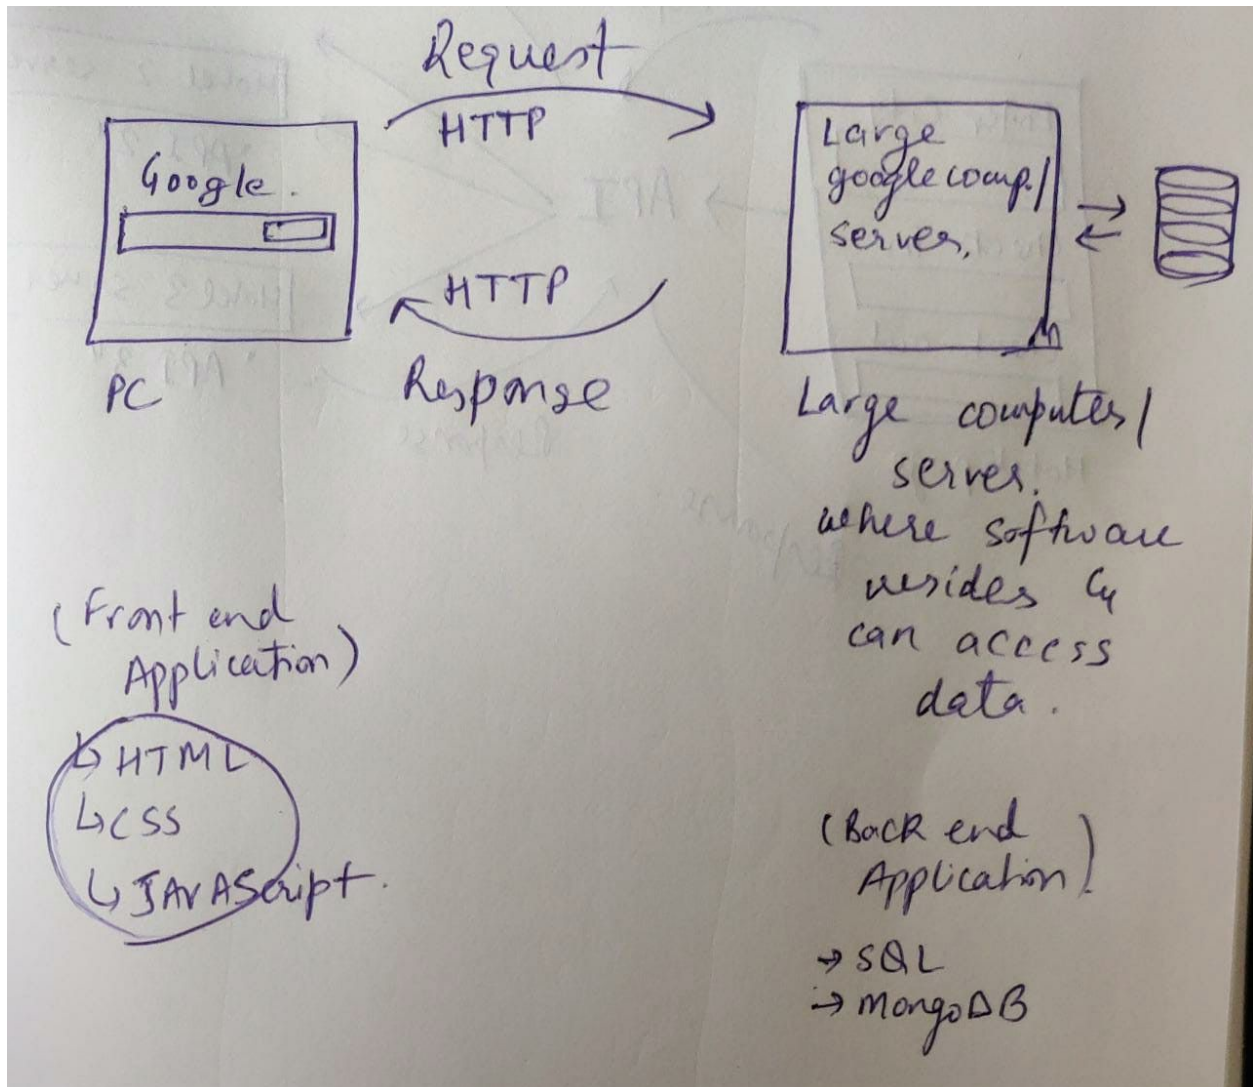 Request
HTTP
Google.
HTTP
Response
PC
Large
google comp./
server,
Large computer/
server.
where software
resides &
can access
data.
(Front end
Application)
↳ HTML
↳ CSS
↳ JAVAScript.
(Back end
Application)
→ SQL
→ MongoDB